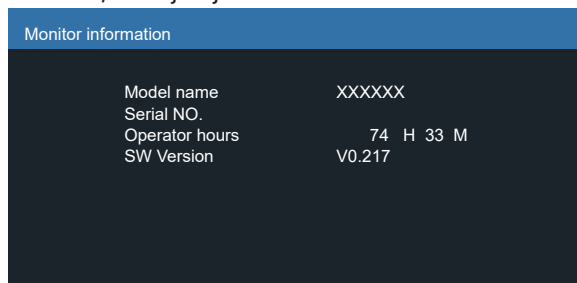 Monitor information
Model name XXXXXX
Serial NO.
Operator hours 74 H 33 M
SW Version V0.217